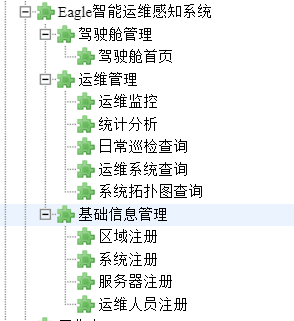 Eagle智能运维感知系统
驾驶舱管理
驾驶舱首页
运维管理
运维监控
统计分析
日常巡检查询
运维系统查询
系统拓扑图查询
基础信息管理
区域注册
系统注册
服务器注册
运维人员注册